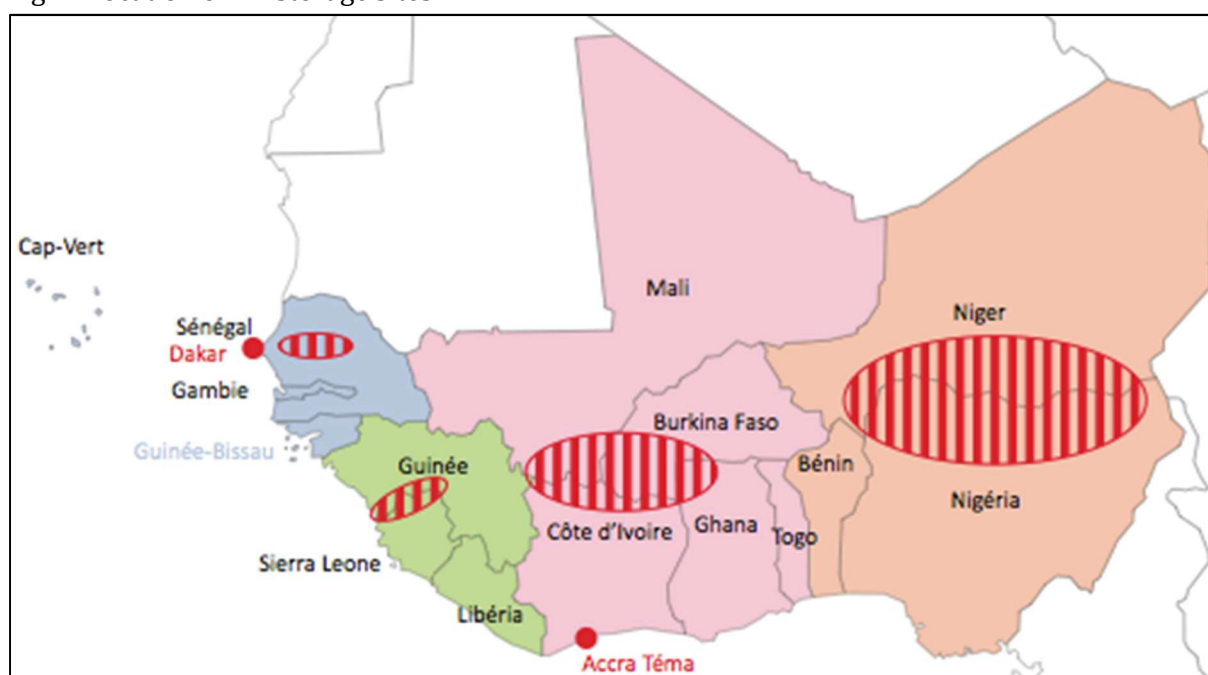 Cap-Vert
Mali
Niger
Sénégal
Dakar
Gambie
Burkina Faso
Guinée-Bissau
Guinée
Bénin
Nigéria
Côte d'Ivoire
Ghana
Togo
Sierra Leone
Libéria
Accra Téma